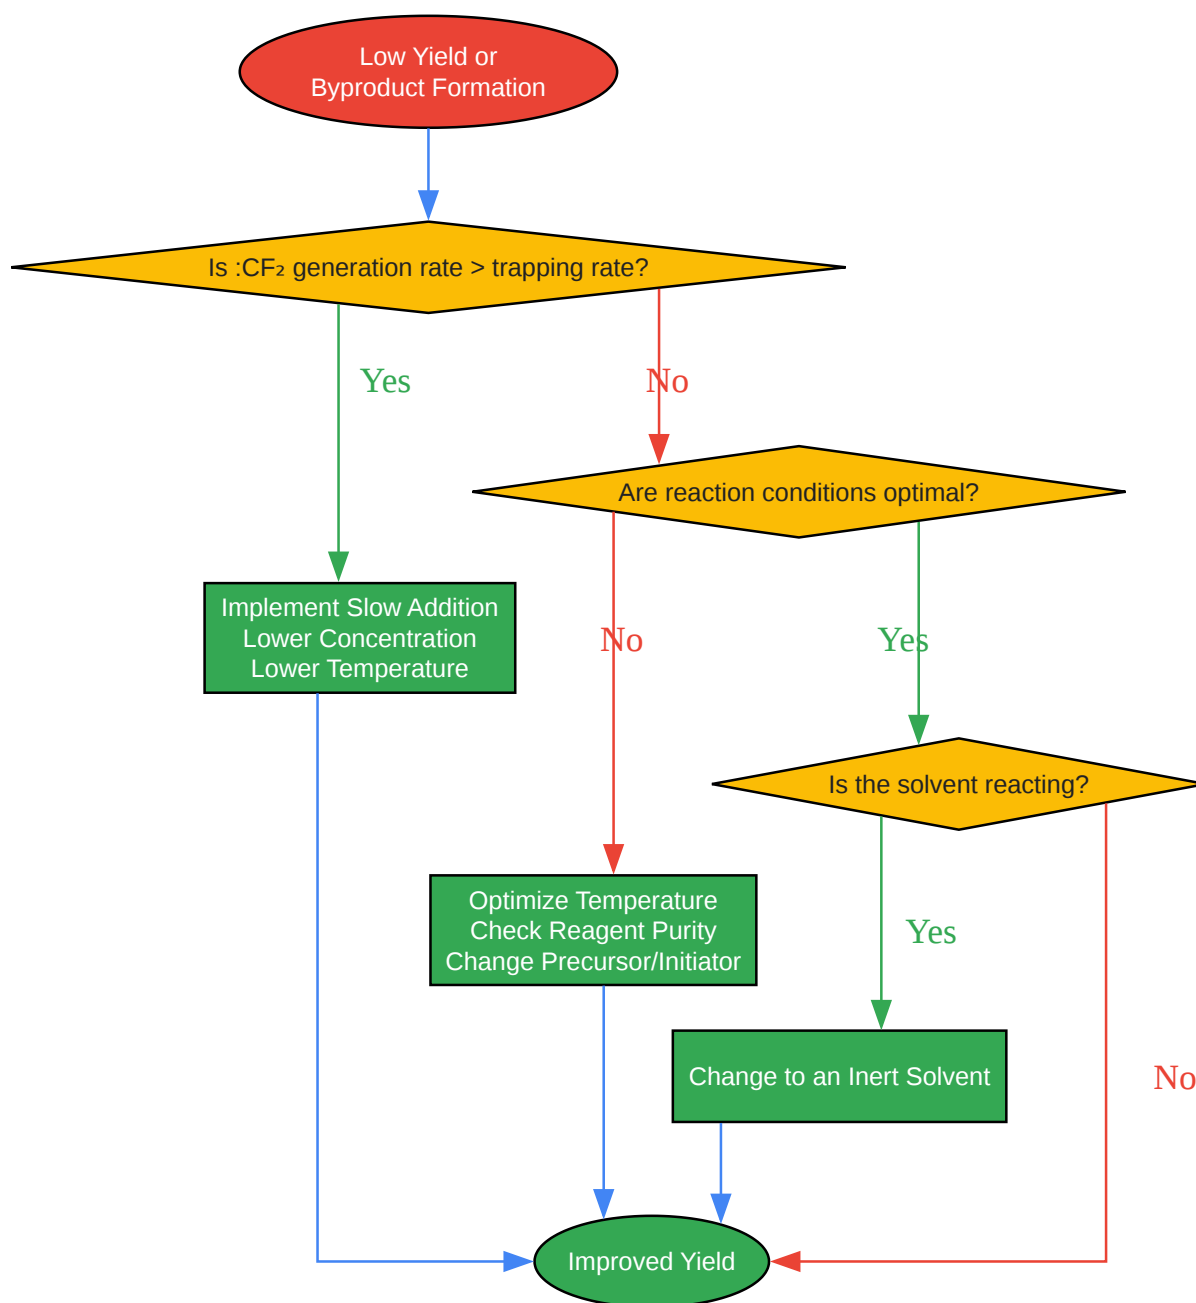 Low Yield or
Byproduct Formation
Is :CF₂ generation rate > trapping rate?
Yes
No
Are reaction conditions optimal?
Implement Slow Addition
Lower Concentration
Lower Temperature
No
Yes
Is the solvent reacting?
Optimize Temperature
Check Reagent Purity
Change Precursor/Initiator
Yes
Change to an Inert Solvent
No
Improved Yield